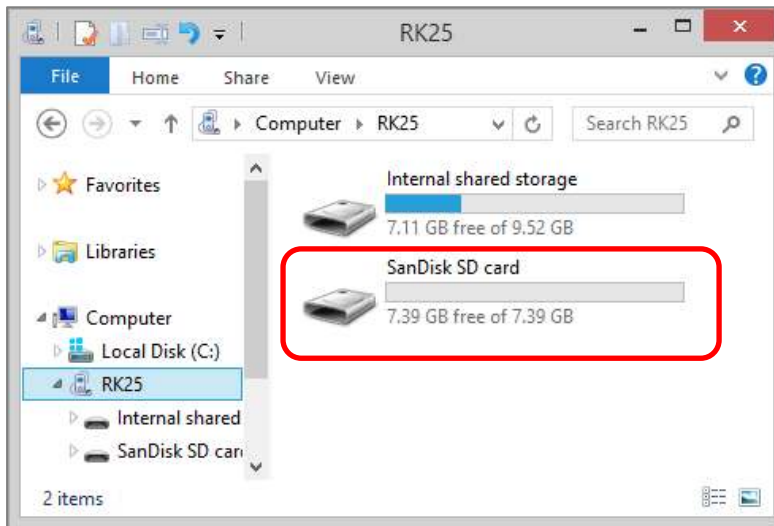 RK25
File Home Share View
Computer RK25 Search RK25
Favorites
Libraries
Computer
Local Disk (C:)
RK25
Internal shared
SanDisk SD car
Internal shared storage
7.11 GB free of 9.52 GB
SanDisk SD card
7.39 GB free of 7.39 GB
2 items